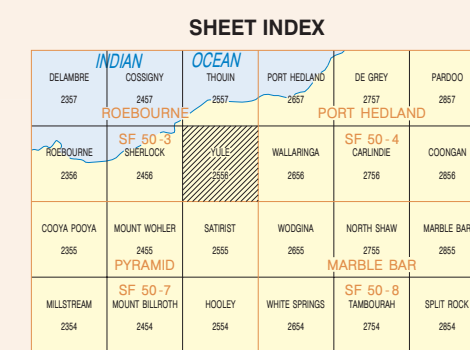 SHEET INDEX
INDIAN OCEAN
DELAMBRE COSSIGNY THOUIN PORT HEDLAND DE GREY PARDOO
2357 2457 2557 2657 2757 2857
ROEBOURNE PORT HEDLAND
SF 50-3 SF 50-4
ROEBOURNE SHERLOCK YULE WALLARINGA CARLINDIE COONGAN
2356 2456 2556 2656 2756 2856
COOYA POOYA MOUNT WOHLER SATIRIST WODGINA NORTH SHAW MARBLE BAR
2355 2455 2555 2655 2755 2855
PYRAMID MARBLE BAR
SF 50-7 SF 50-8
MILLSTREAM MOUNT BILLROTH HOOLEY WHITE SPRINGS TAMBOURAH SPLIT ROCK
2354 2454 2554 2654 2754 2854